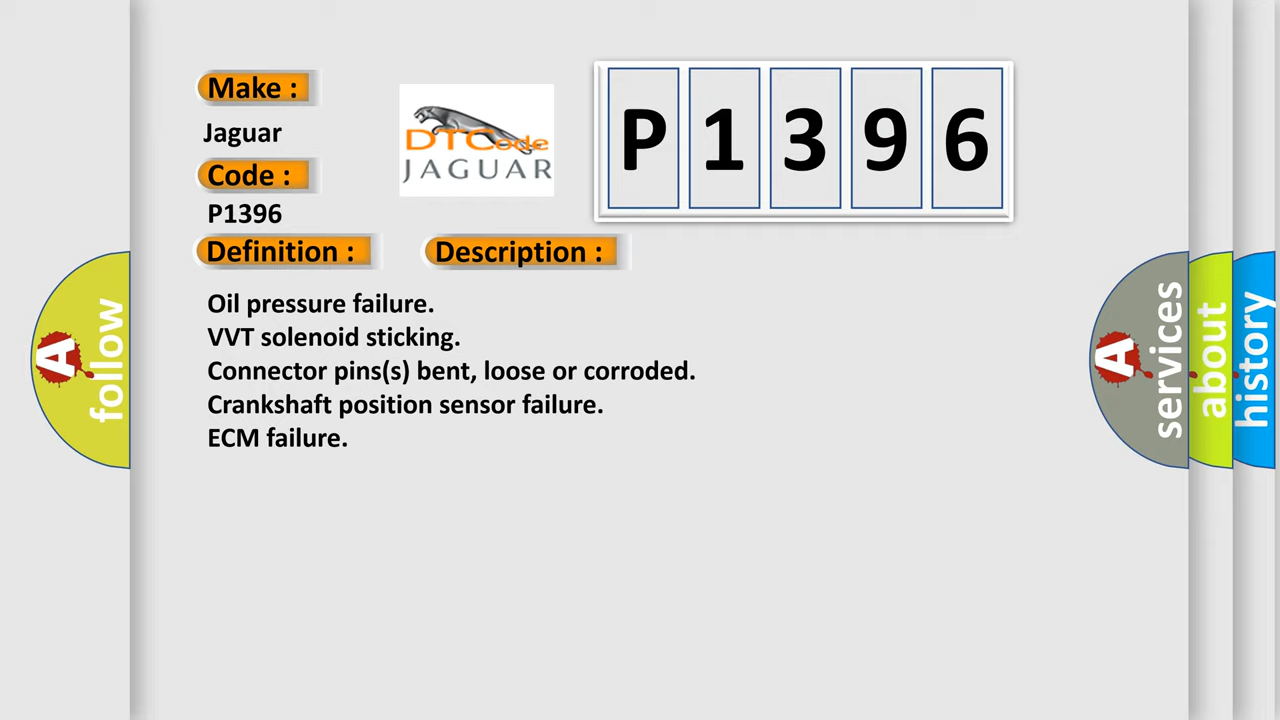 Make :
Jaguar
Code :
P1396
Definition :
Description :
DTCode
JAGUAR
P 1 3 9 6
Oil pressure failure.
VVT solenoid sticking.
Connector pins(s) bent, loose or corroded.
Crankshaft position sensor failure.
ECM failure.
A
follow
A
services
about
history